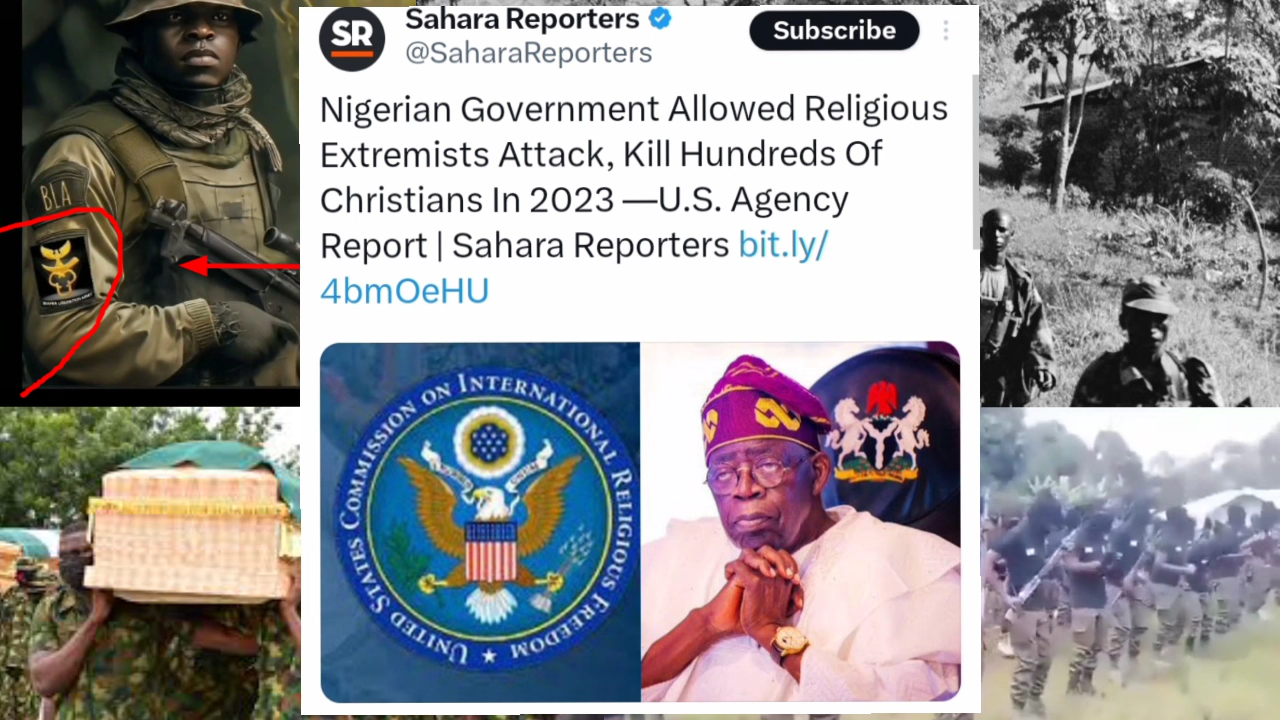 Sahara Reporters
SR
@SaharaReporters
Subscribe
Nigerian Government Allowed Religious
Extremists Attack, Kill Hundreds Of
Christians In 2023 —U.S. Agency
Report | Sahara Reporters bit.ly/
4bmOeHU
BLA
UNITED STATES COMMISSION ON INTERNATIONAL RELIGIOUS FREEDOM